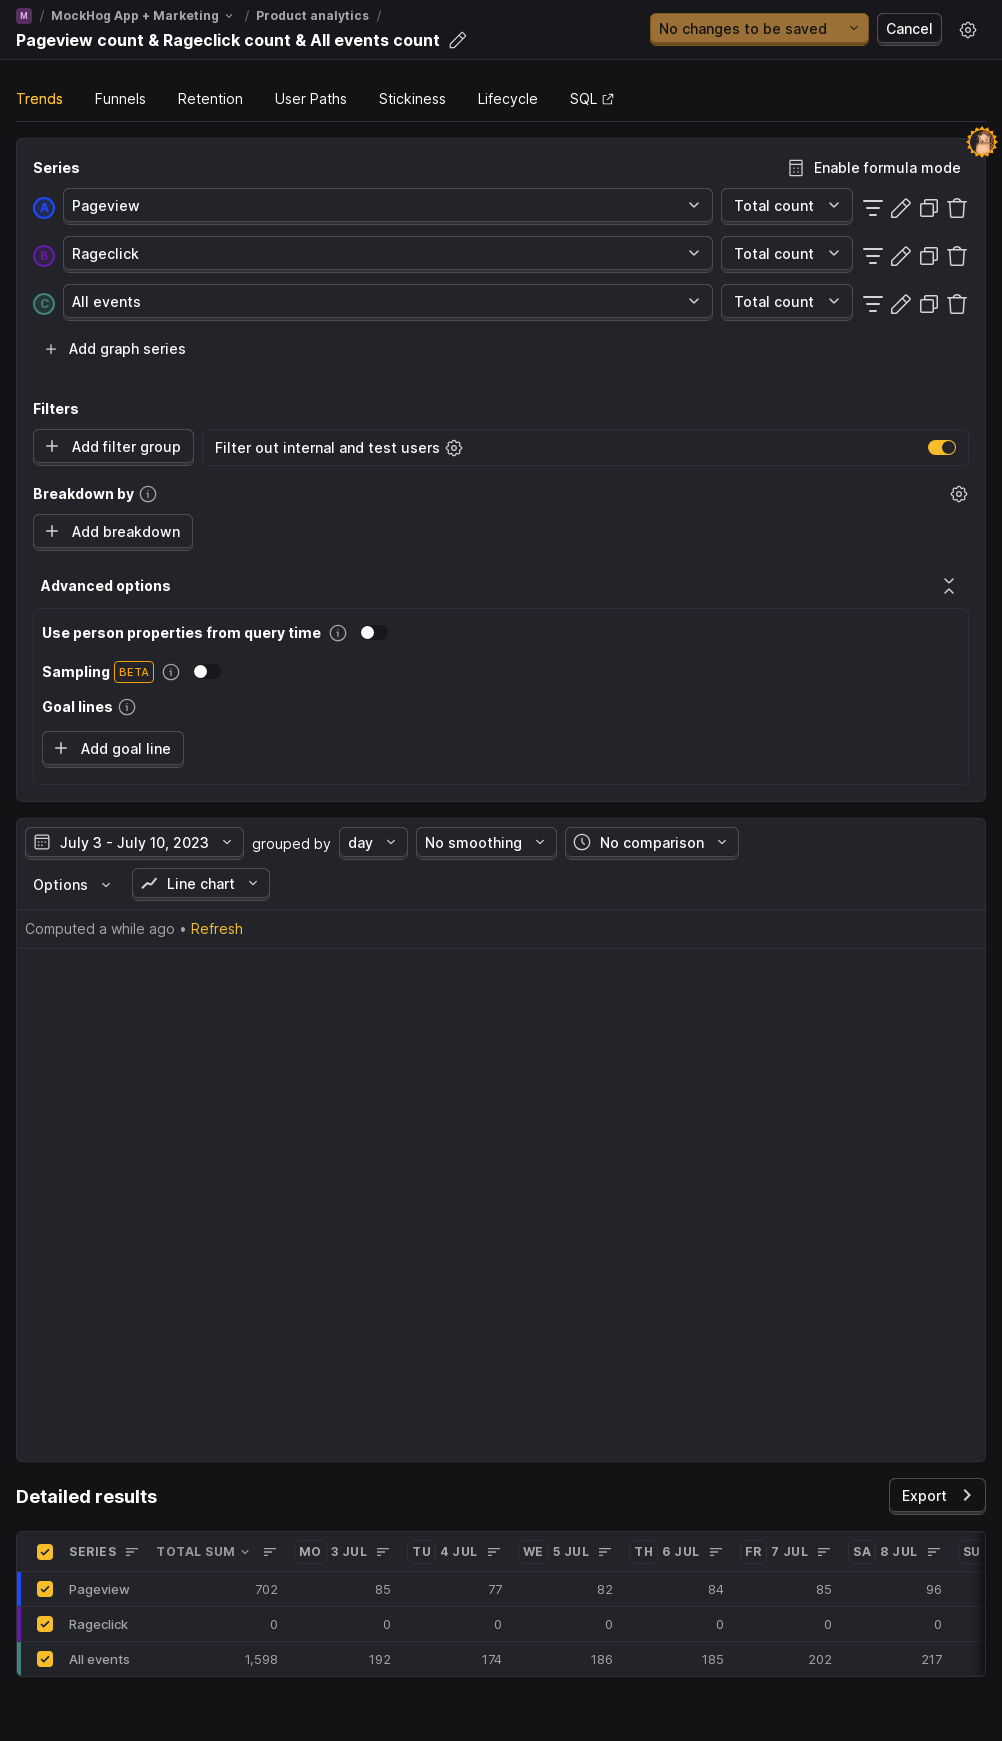 M / MockHog App + Marketing / Product analytics /
Pageview count & Rageclick count & All events count
No changes to be saved
Cancel
Trends Funnels Retention User Paths Stickiness Lifecycle SQL
Series
Enable formula mode
A Pageview Total count
B Rageclick Total count
C All events Total count
Add graph series
Filters
Add filter group Filter out internal and test users
Breakdown by
Add breakdown
Advanced options
Use person properties from query time
Sampling BETA
Goal lines
Add goal line
July 3 - July 10, 2023 grouped by day No smoothing No comparison
Options Line chart
Computed a while ago • Refresh
Detailed results
Export
SERIES TOTAL SUM MO 3 JUL TU 4 JUL WE 5 JUL TH 6 JUL FR 7 JUL SA 8 JUL SU
Pageview 702 85 77 82 84 85 96
Rageclick 0 0 0 0 0 0 0
All events 1,598 192 174 186 185 202 217